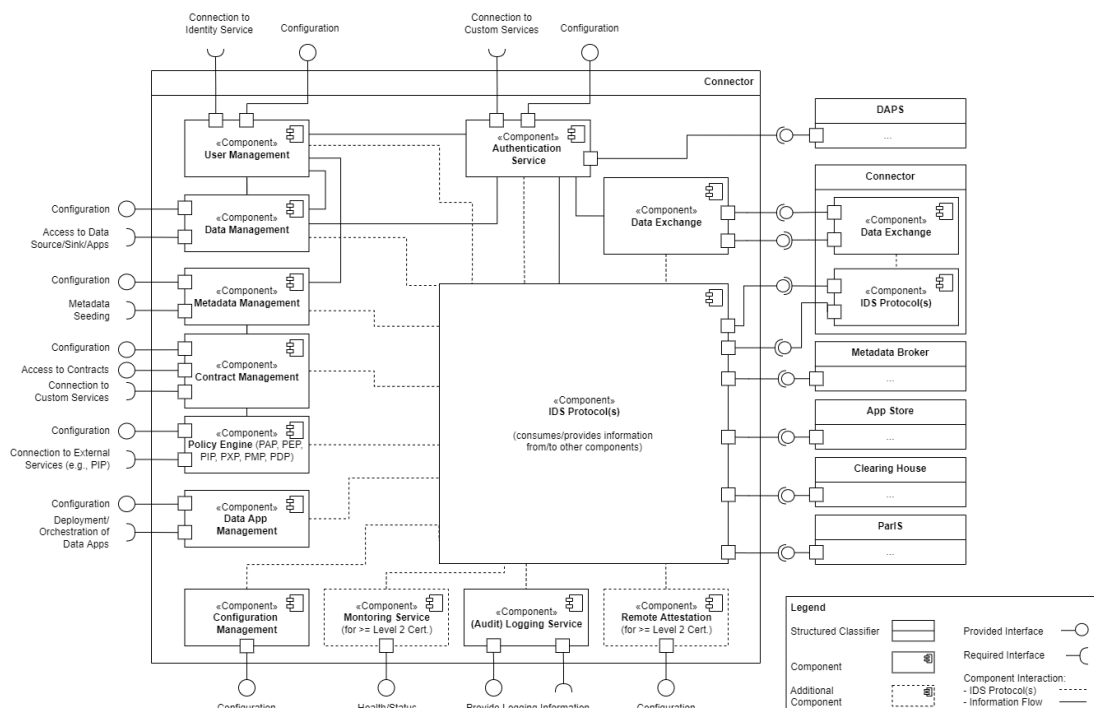 Connection to
Identity Service
Configuration
Connection to
Custom Services
Configuration
Connector
«Component»
User Management
«Component»
Authentication
Service
DAPS
...
Configuration
Access to Data
Source/Sink/Apps
«Component»
Data Management
«Component»
Data Exchange
Connector
«Component»
Data Exchange
«Component»
IDS Protocol(s)
Configuration
Metadata
Seeding
«Component»
Metadata Management
Configuration
Access to Contracts
Connection to
Custom Services
«Component»
Contract Management
«Component»
IDS Protocol(s)
(consumes/provides information
from/to other components)
Metadata Broker
...
App Store
...
Configuration
Connection to External
Services (e.g., PIP)
«Component»
Policy Engine (PAP, PEP,
PIP, PXP, PMP, PDP)
Clearing House
...
Configuration
Deployment/
Orchestration of
Data Apps
«Component»
Data App
Management
ParIS
...
«Component»
Configuration
Management
«Component»
Montoring Service
(for >= Level 2 Cert.)
«Component»
(Audit) Logging Service
«Component»
Remote Attestation
(for >= Level 2 Cert.)
Configuration
Health/Status
Provide Logging Information
Configuration
Legend
Structured Classifier
Component
Additional
Component
Provided Interface
Required Interface
Component Interaction:
- IDS Protocol(s)
- Information Flow